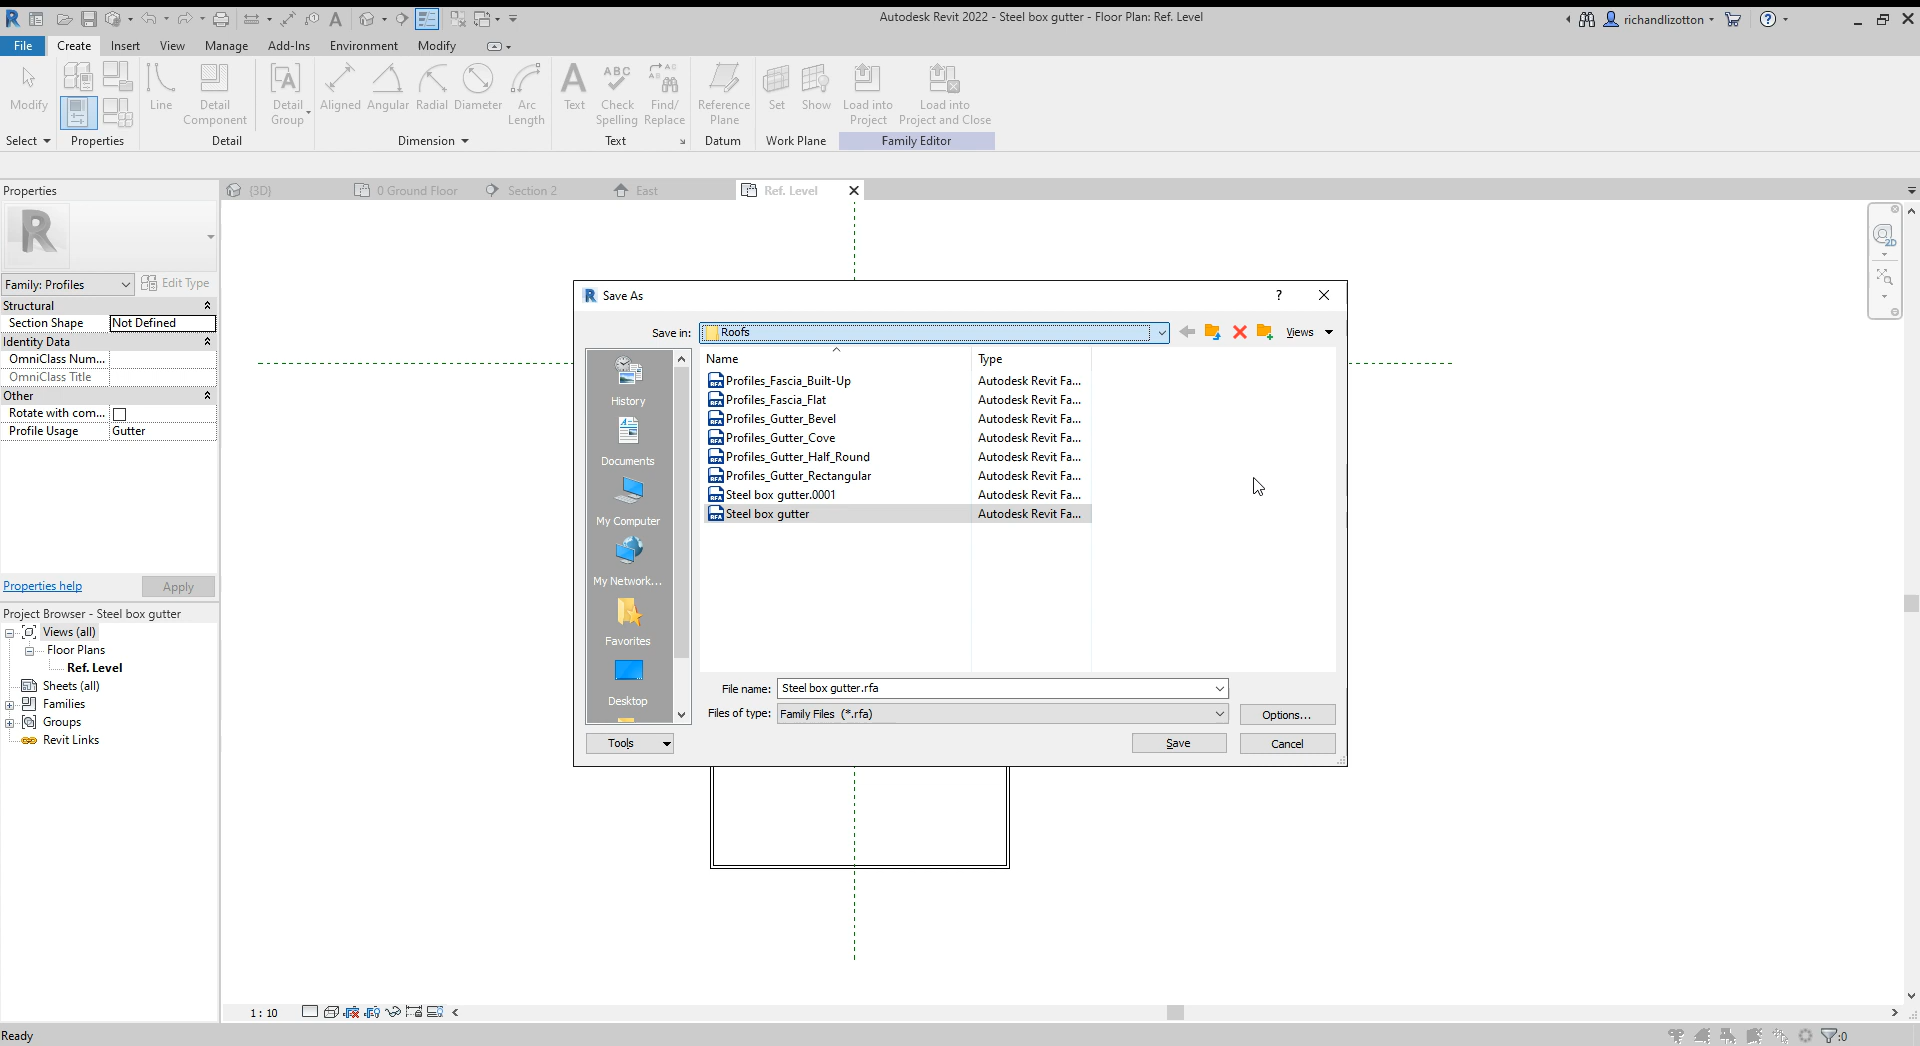 Autodesk Revit 2022 - Steel box gutter - Floor Plan: Ref. Level
richandlizotton
File Create Insert View Manage Add-Ins Environment Modify
Modify
Line
Detail Component
Detail Group
Aligned Angular Radial Diameter Arc Length
Text Check Spelling Find/ Replace
Reference Plane
Set Show
Load into Project
Load into Project and Close
Select Properties Detail Dimension Text Datum Work Plane Family Editor
Properties
{3D} 0 Ground Floor Section 2 East Ref. Level
2D
R
Family: Profiles Edit Type
Structural
Section Shape Not Defined
Identity Data
OmniClass Num...
OmniClass Title
Other
Rotate with com...
Profile Usage Gutter
Properties help Apply
Project Browser - Steel box gutter
Views (all)
Floor Plans
Ref. Level
Sheets (all)
Families
Groups
Revit Links
Save As
Save in: Roofs Views
Name Type
Profiles_Fascia_Built-Up Autodesk Revit Fa...
Profiles_Fascia_Flat Autodesk Revit Fa...
Profiles_Gutter_Bevel Autodesk Revit Fa...
Profiles_Gutter_Cove Autodesk Revit Fa...
Profiles_Gutter_Half_Round Autodesk Revit Fa...
Profiles_Gutter_Rectangular Autodesk Revit Fa...
Steel box gutter.0001 Autodesk Revit Fa...
Steel box gutter Autodesk Revit Fa...
History
Documents
My Computer
My Network...
Favorites
Desktop
File name: Steel box gutter.rfa
Files of type: Family Files (*.rfa) Options...
Tools Save Cancel
1 : 10
Ready
:0